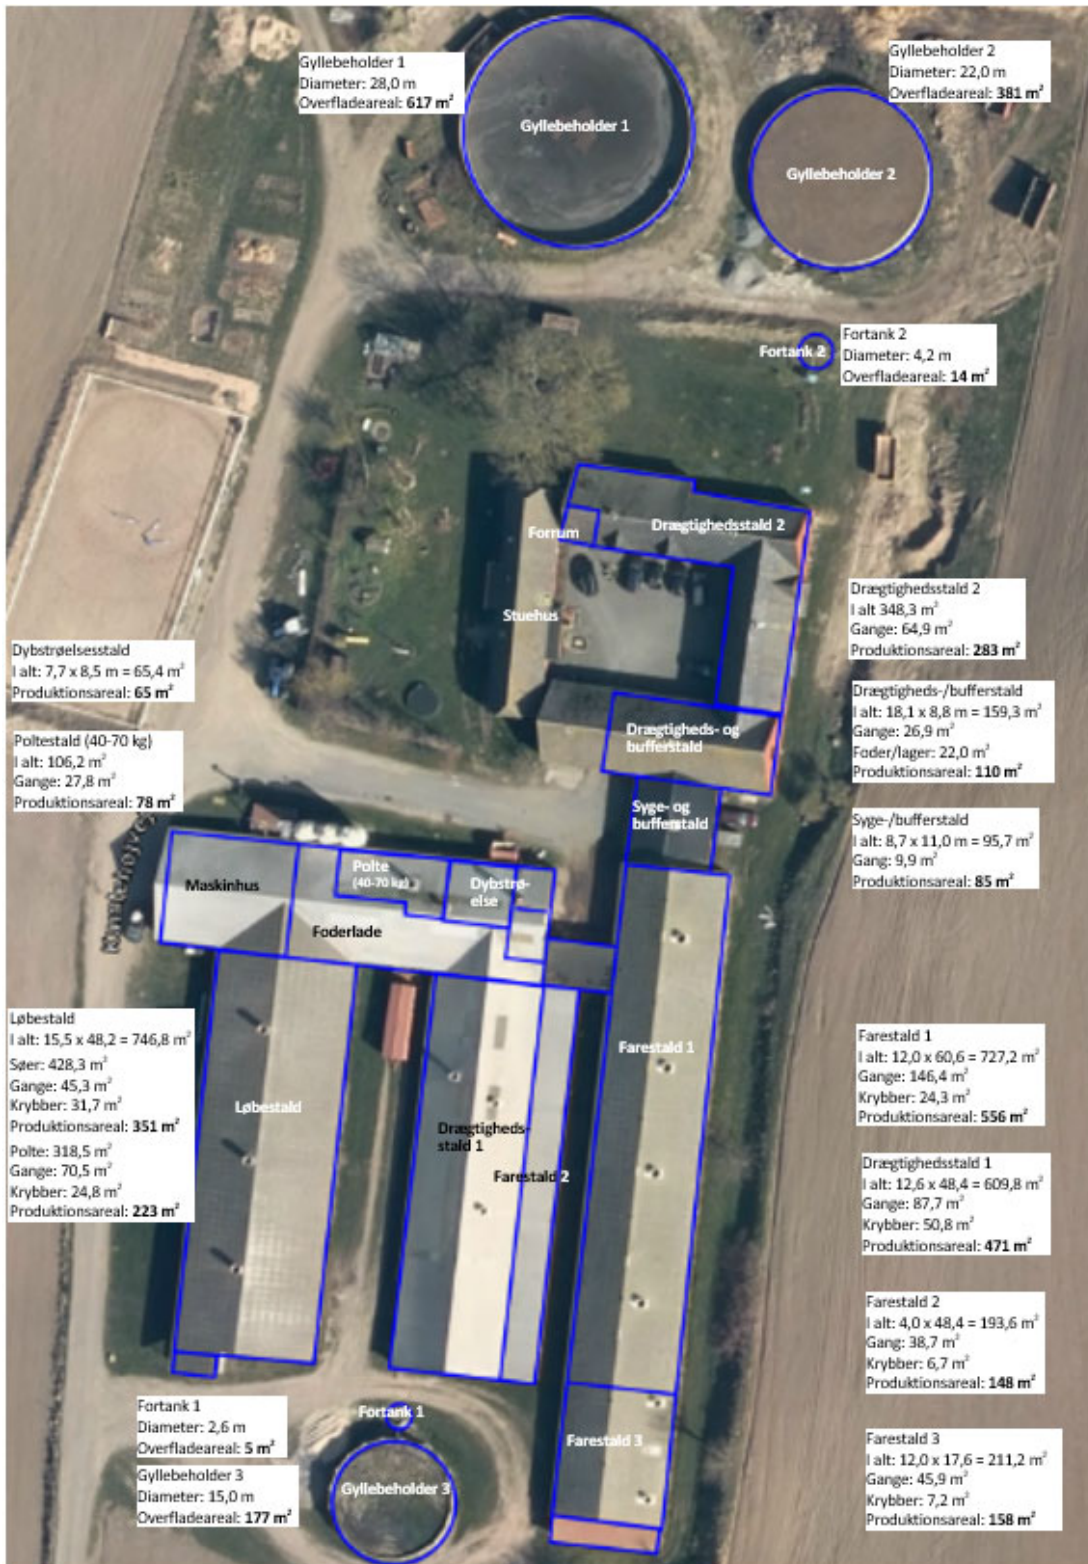 Gyllebeholder 1
Diameter: 28,0 m
Overfladeareal: 617 m²
Gyllebeholder 2
Diameter: 22,0 m
Overfladeareal: 381 m²
Gyllebeholder 1
Gyllebeholder 2
Fortank 2
Fortank 2
Diameter: 4,2 m
Overfladeareal: 14 m²
Drægtighedsstald 2
Forrum
Stuehus
Drægtighedsstald 2
I alt 348,3 m²
Gange: 64,9 m²
Produktionsareal: 283 m²
Dybstrøelsesstald
I alt: 7,7 x 8,5 m = 65,4 m²
Produktionsareal: 65 m²
Drægtigheds-/bufferstald
I alt: 18,1 x 8,8 m = 159,3 m²
Gange: 26,9 m²
Foder/lager: 22,0 m²
Produktionsareal: 110 m²
Drægtigheds- og
bufferstald
Poltestald (40-70 kg)
I alt: 106,2 m²
Gange: 27,8 m²
Produktionsareal: 78 m²
Syge- og
bufferstald
Syge-/bufferstald
I alt: 8,7 x 11,0 m = 95,7 m²
Gang: 9,9 m²
Produktionsareal: 85 m²
Maskinhus
Polte
(40-70 kg)
Dybstrø-
else
Foderlade
Løbestald
I alt: 15,5 x 48,2 = 746,8 m²
Søer: 428,3 m²
Gange: 45,3 m²
Krybber: 31,7 m²
Produktionsareal: 351 m²
Polte: 318,5 m²
Gange: 70,5 m²
Krybber: 24,8 m²
Produktionsareal: 223 m²
Løbestald
Farestald 1
Drægtigheds-
stald 1
Farestald 2
Farestald 1
I alt: 12,0 x 60,6 = 727,2 m²
Gange: 146,4 m²
Krybber: 24,3 m²
Produktionsareal: 556 m²
Drægtighedsstald 1
I alt: 12,6 x 48,4 = 609,8 m²
Gange: 87,7 m²
Krybber: 50,8 m²
Produktionsareal: 471 m²
Farestald 2
I alt: 4,0 x 48,4 = 193,6 m²
Gang: 38,7 m²
Krybber: 6,7 m²
Produktionsareal: 148 m²
Fortank 1
Diameter: 2,6 m
Overfladeareal: 5 m²
Fortank 1
Farestald 3
Gyllebeholder 3
Diameter: 15,0 m
Overfladeareal: 177 m²
Gyllebeholder 3
Farestald 3
I alt: 12,0 x 17,6 = 211,2 m²
Gange: 45,9 m²
Krybber: 7,2 m²
Produktionsareal: 158 m²